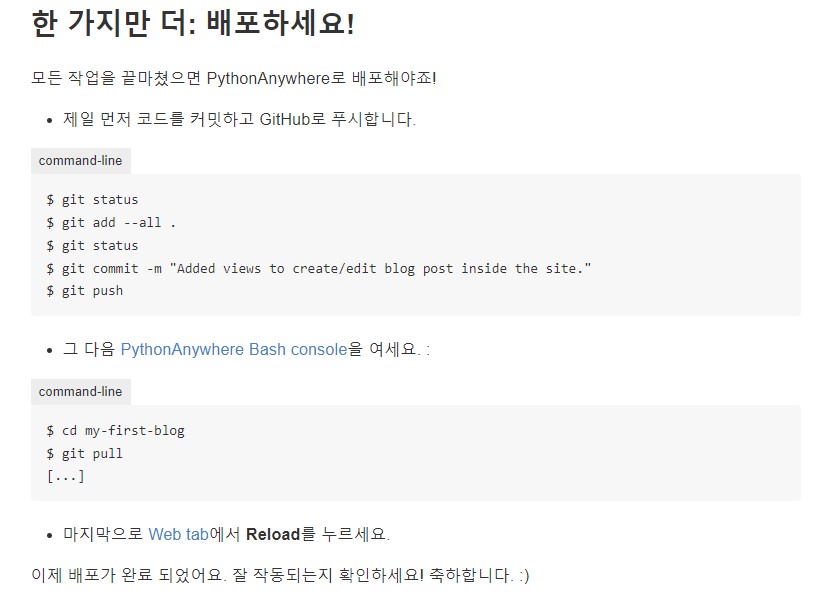 한 가지만 더: 배포하세요!
모든 작업을 끝마쳤으면 PythonAnywhere로 배포해야죠!
• 제일 먼저 코드를 커밋하고 GitHub로 푸시합니다.
command-line
$ git status
$ git add --all .
$ git status
$ git commit -m "Added views to create/edit blog post inside the site."
$ git push
• 그 다음 PythonAnywhere Bash console을 여세요. :
command-line
$ cd my-first-blog
$ git pull
[...]
• 마지막으로 Web tab에서 Reload를 누르세요.
이제 배포가 완료 되었어요. 잘 작동되는지 확인하세요! 축하합니다. :)